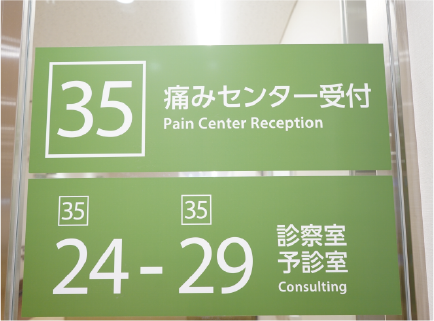 35
痛みセンター受付
Pain Center Reception
35 35
24 - 29
診察室
予診室
Consulting